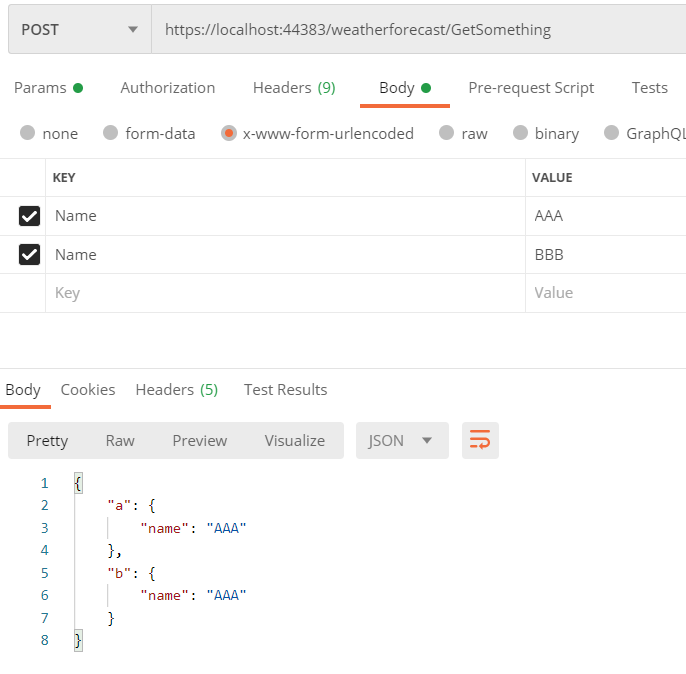 POST https://localhost:44383/weatherforecast/GetSomething
Params Authorization Headers (9) Body Pre-request Script Tests
none form-data x-www-form-urlencoded raw binary GraphQL
KEY VALUE
Name AAA
Name BBB
Key Value
Body Cookies Headers (5) Test Results
Pretty Raw Preview Visualize JSON
1 {
2 "a": {
3 "name": "AAA"
4 },
5 "b": {
6 "name": "AAA"
7 }
8 }